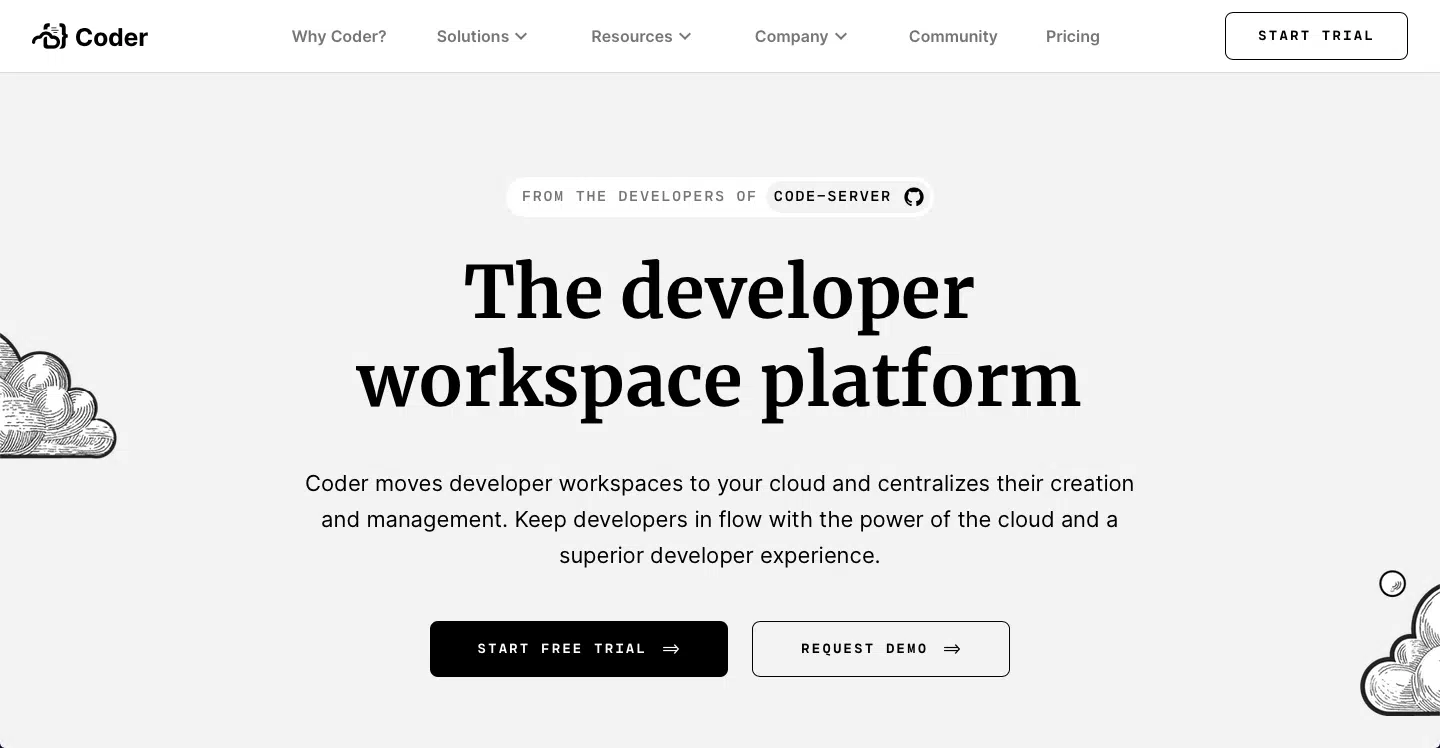 Coder
Why Coder?
Solutions
Resources
Company
Community
Pricing
START TRIAL
FROM THE DEVELOPERS OF CODE-SERVER
The developer
workspace platform
Coder moves developer workspaces to your cloud and centralizes their creation
and management. Keep developers in flow with the power of the cloud and a
superior developer experience.
START FREE TRIAL
REQUEST DEMO